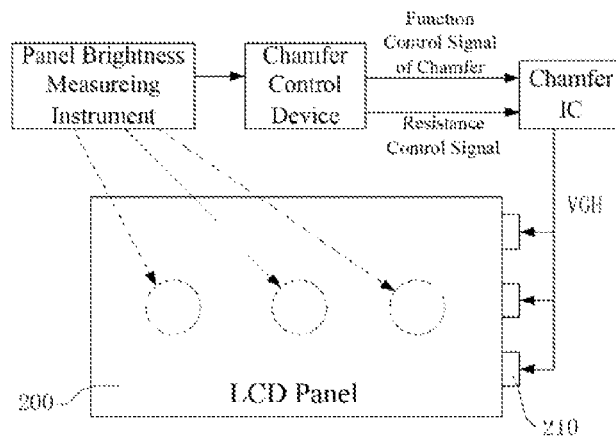 Panel Brightness
Measureing
Instrument
Chamfer
Control
Device
Function
Control Signal
of Chamfer
Resistance
Control Signal
Chamfer
IC
VGH
LCD Panel
200
210